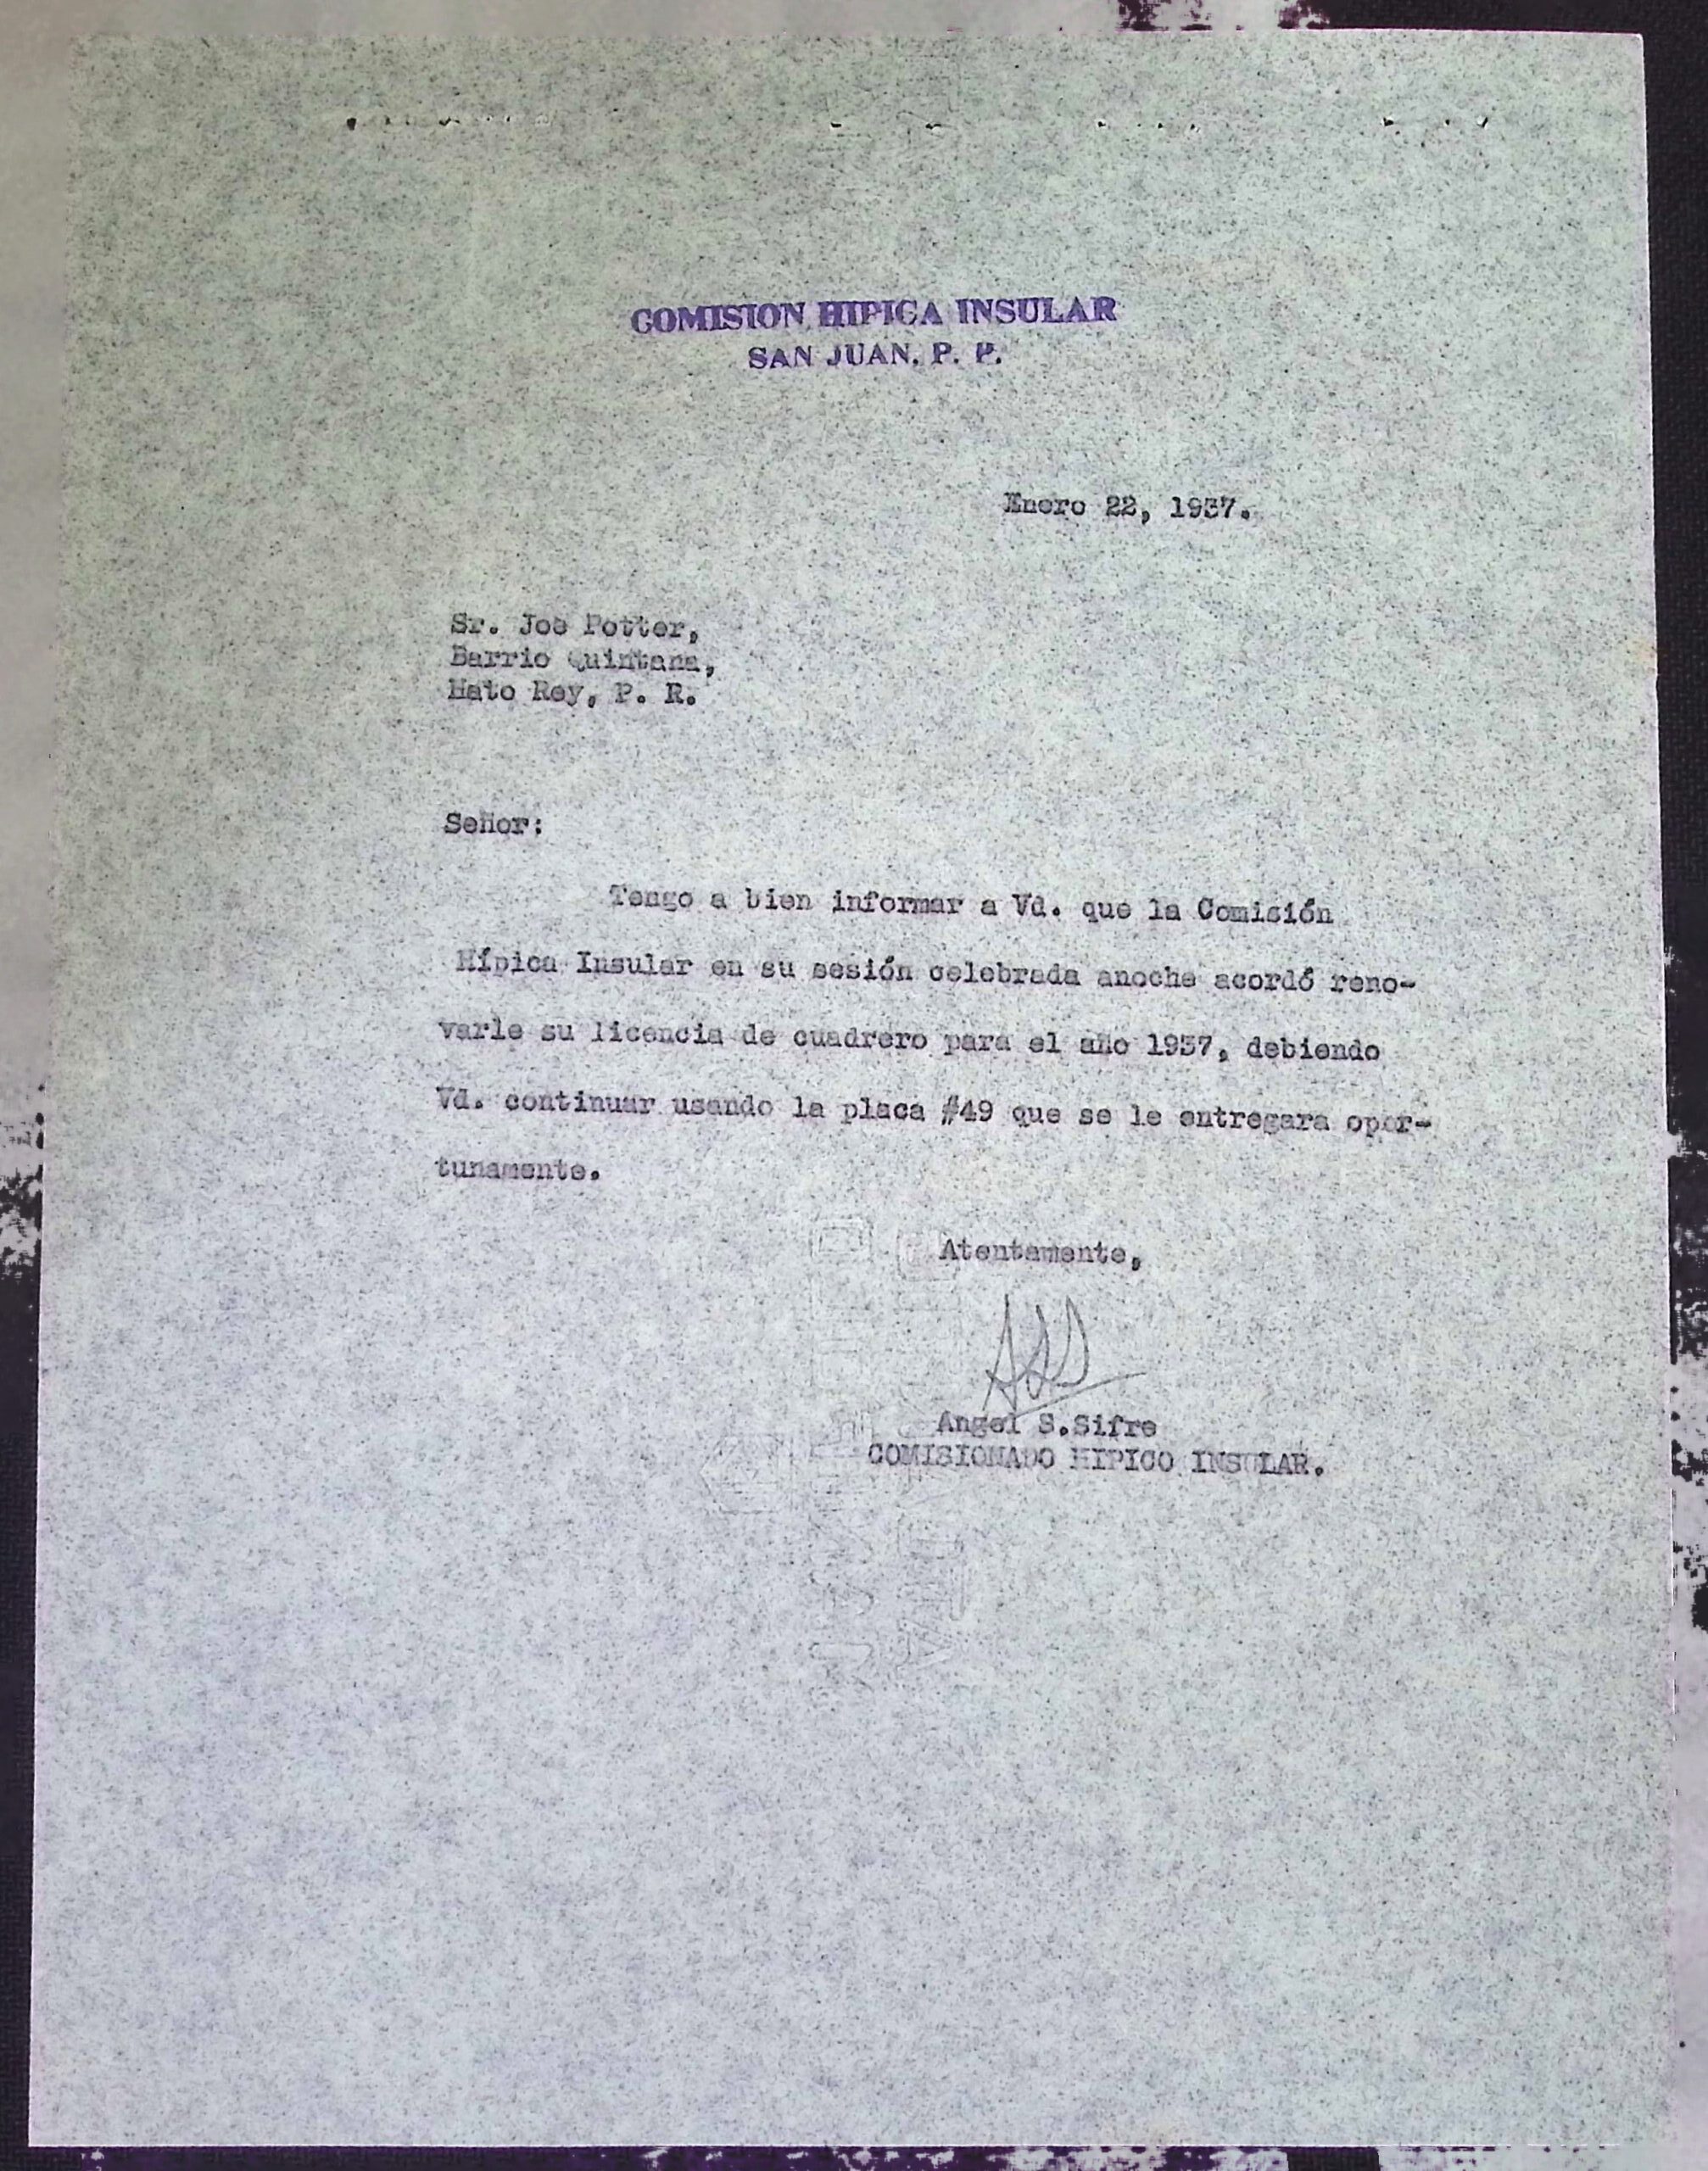 COMISION HIPICA INSULAR
SAN JUAN, P. R.
Enero 22, 1937.
Sr. Joe Potter,
Barrio Quintana,
Hato Rey, P. R.
Señor:
Tengo a bien informar a Vd. que la Comisión
Hípica Insular en su sesión celebrada anoche acordó reno-
varle su licencia de cuadrero para el año 1937, debiendo
Vd. continuar usando la placa #49 que se le entregara opor-
tunamente.
Atentamente,
Angel S.Sifre
COMISIONADO HIPICO INSULAR.